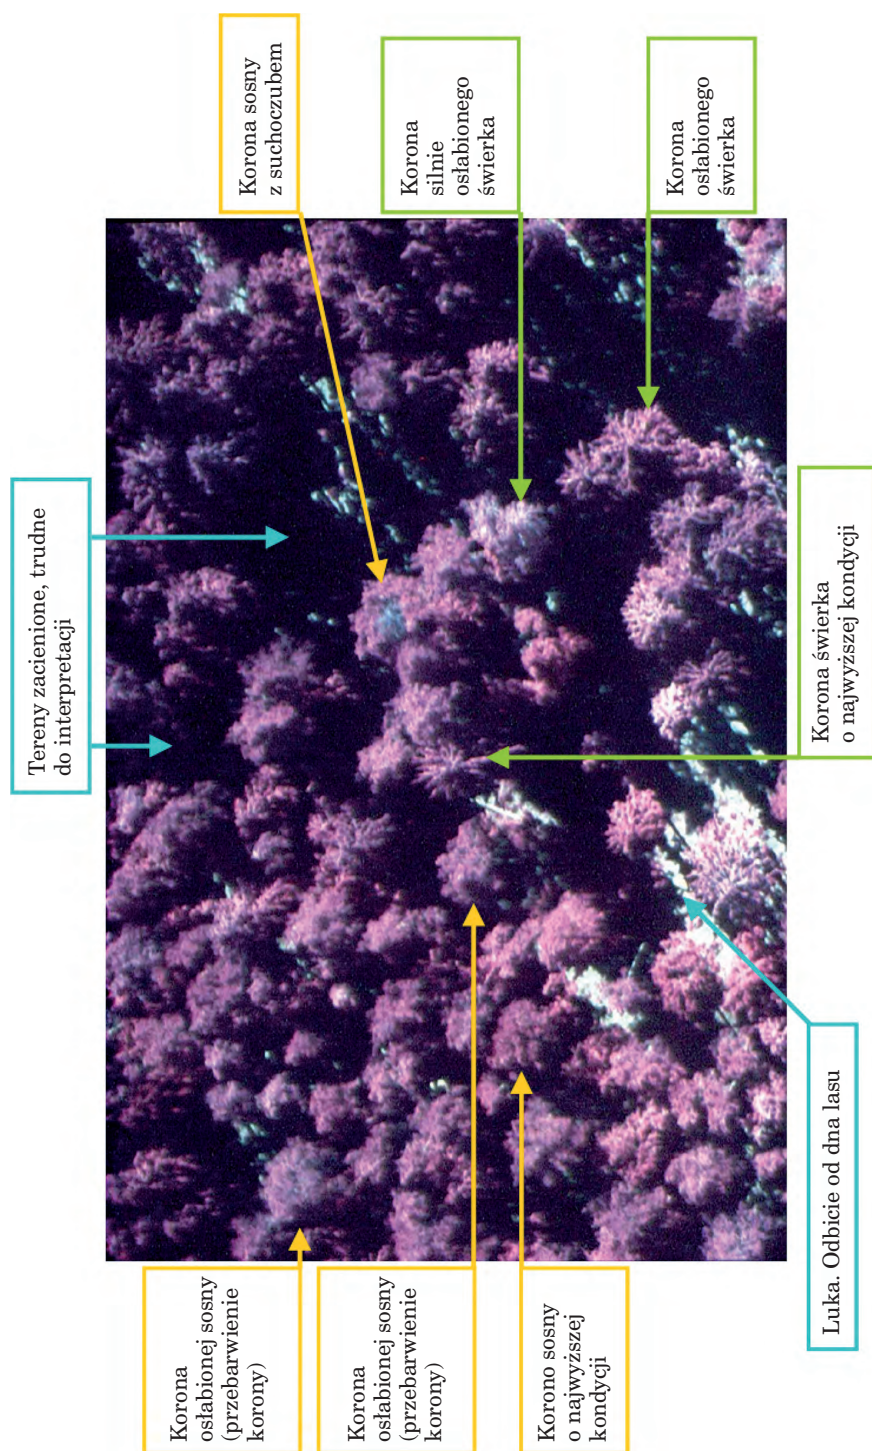 Tereny zacienione, trudne
do interpretacji
Korona
osłabionej sosny
(przebarwienie
korony)
Korona sosny
z suchoczubem
Korona
osłabionej sosny
(przebarwienie
korony)
Korona
silnie
osłabionego
świerka
Korono sosny
o najwyższej
kondycji
Korona
osłabionego
świerka
Luka. Odbicie od dna lasu
Korona świerka
o najwyższej kondycji